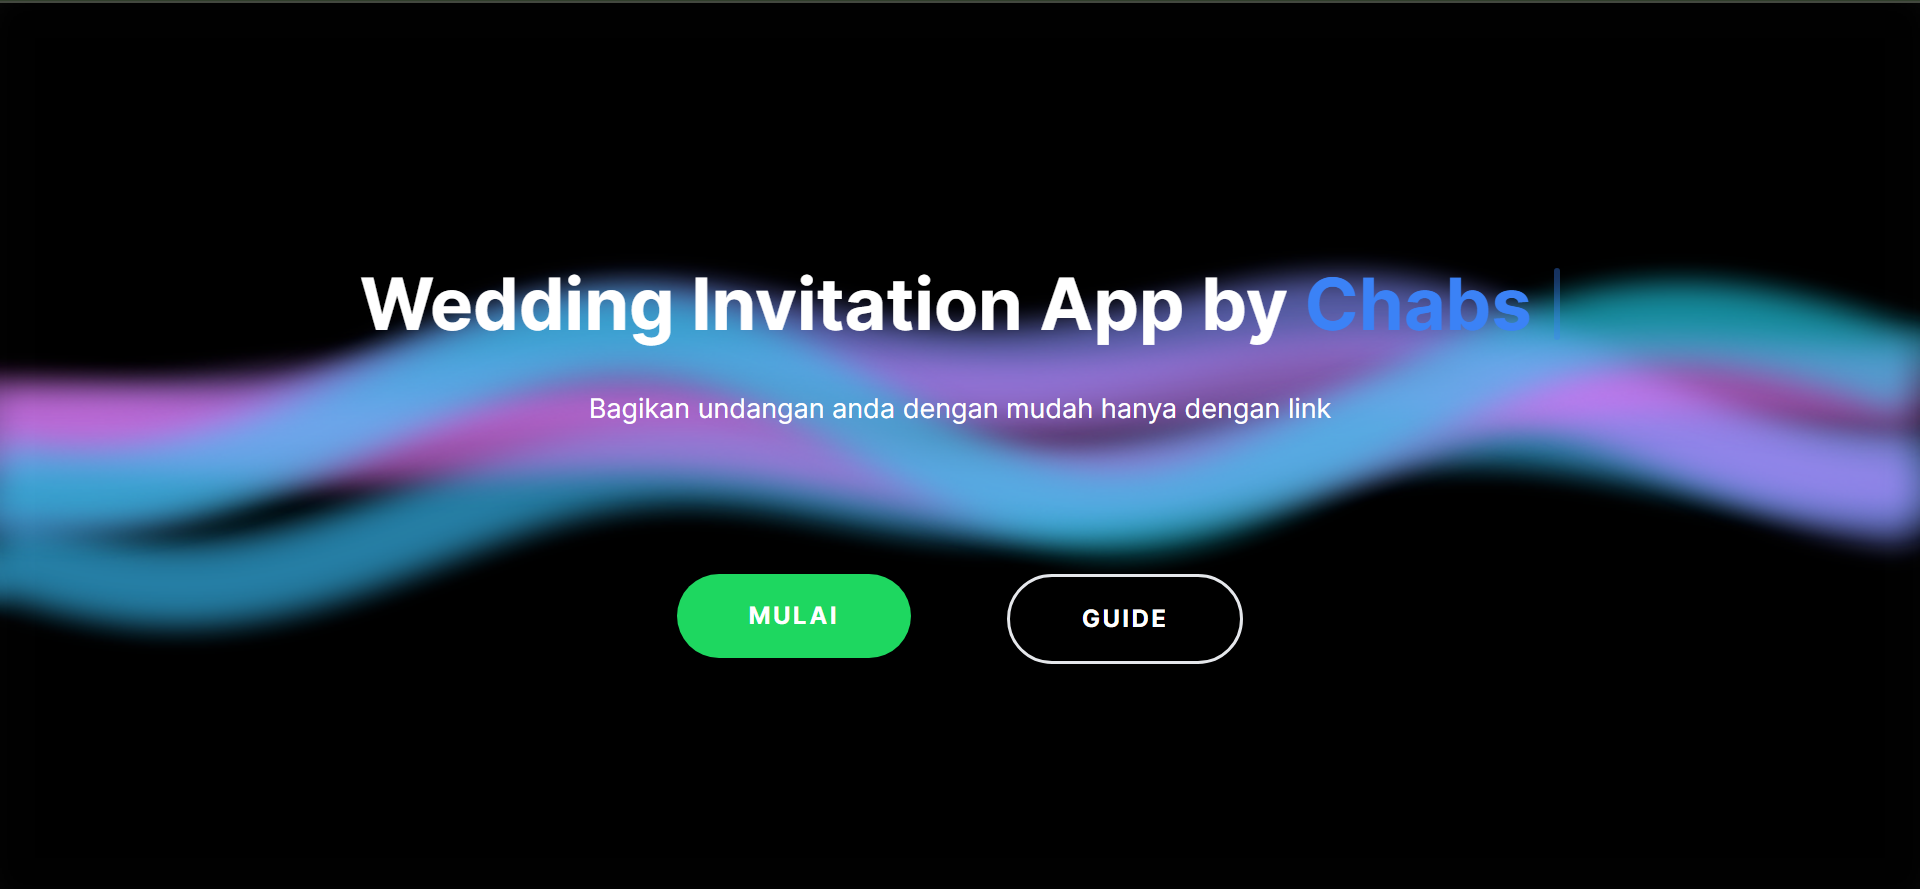 Wedding Invitation App by Chabs
Bagikan undangan anda dengan mudah hanya dengan link
MULAI
GUIDE